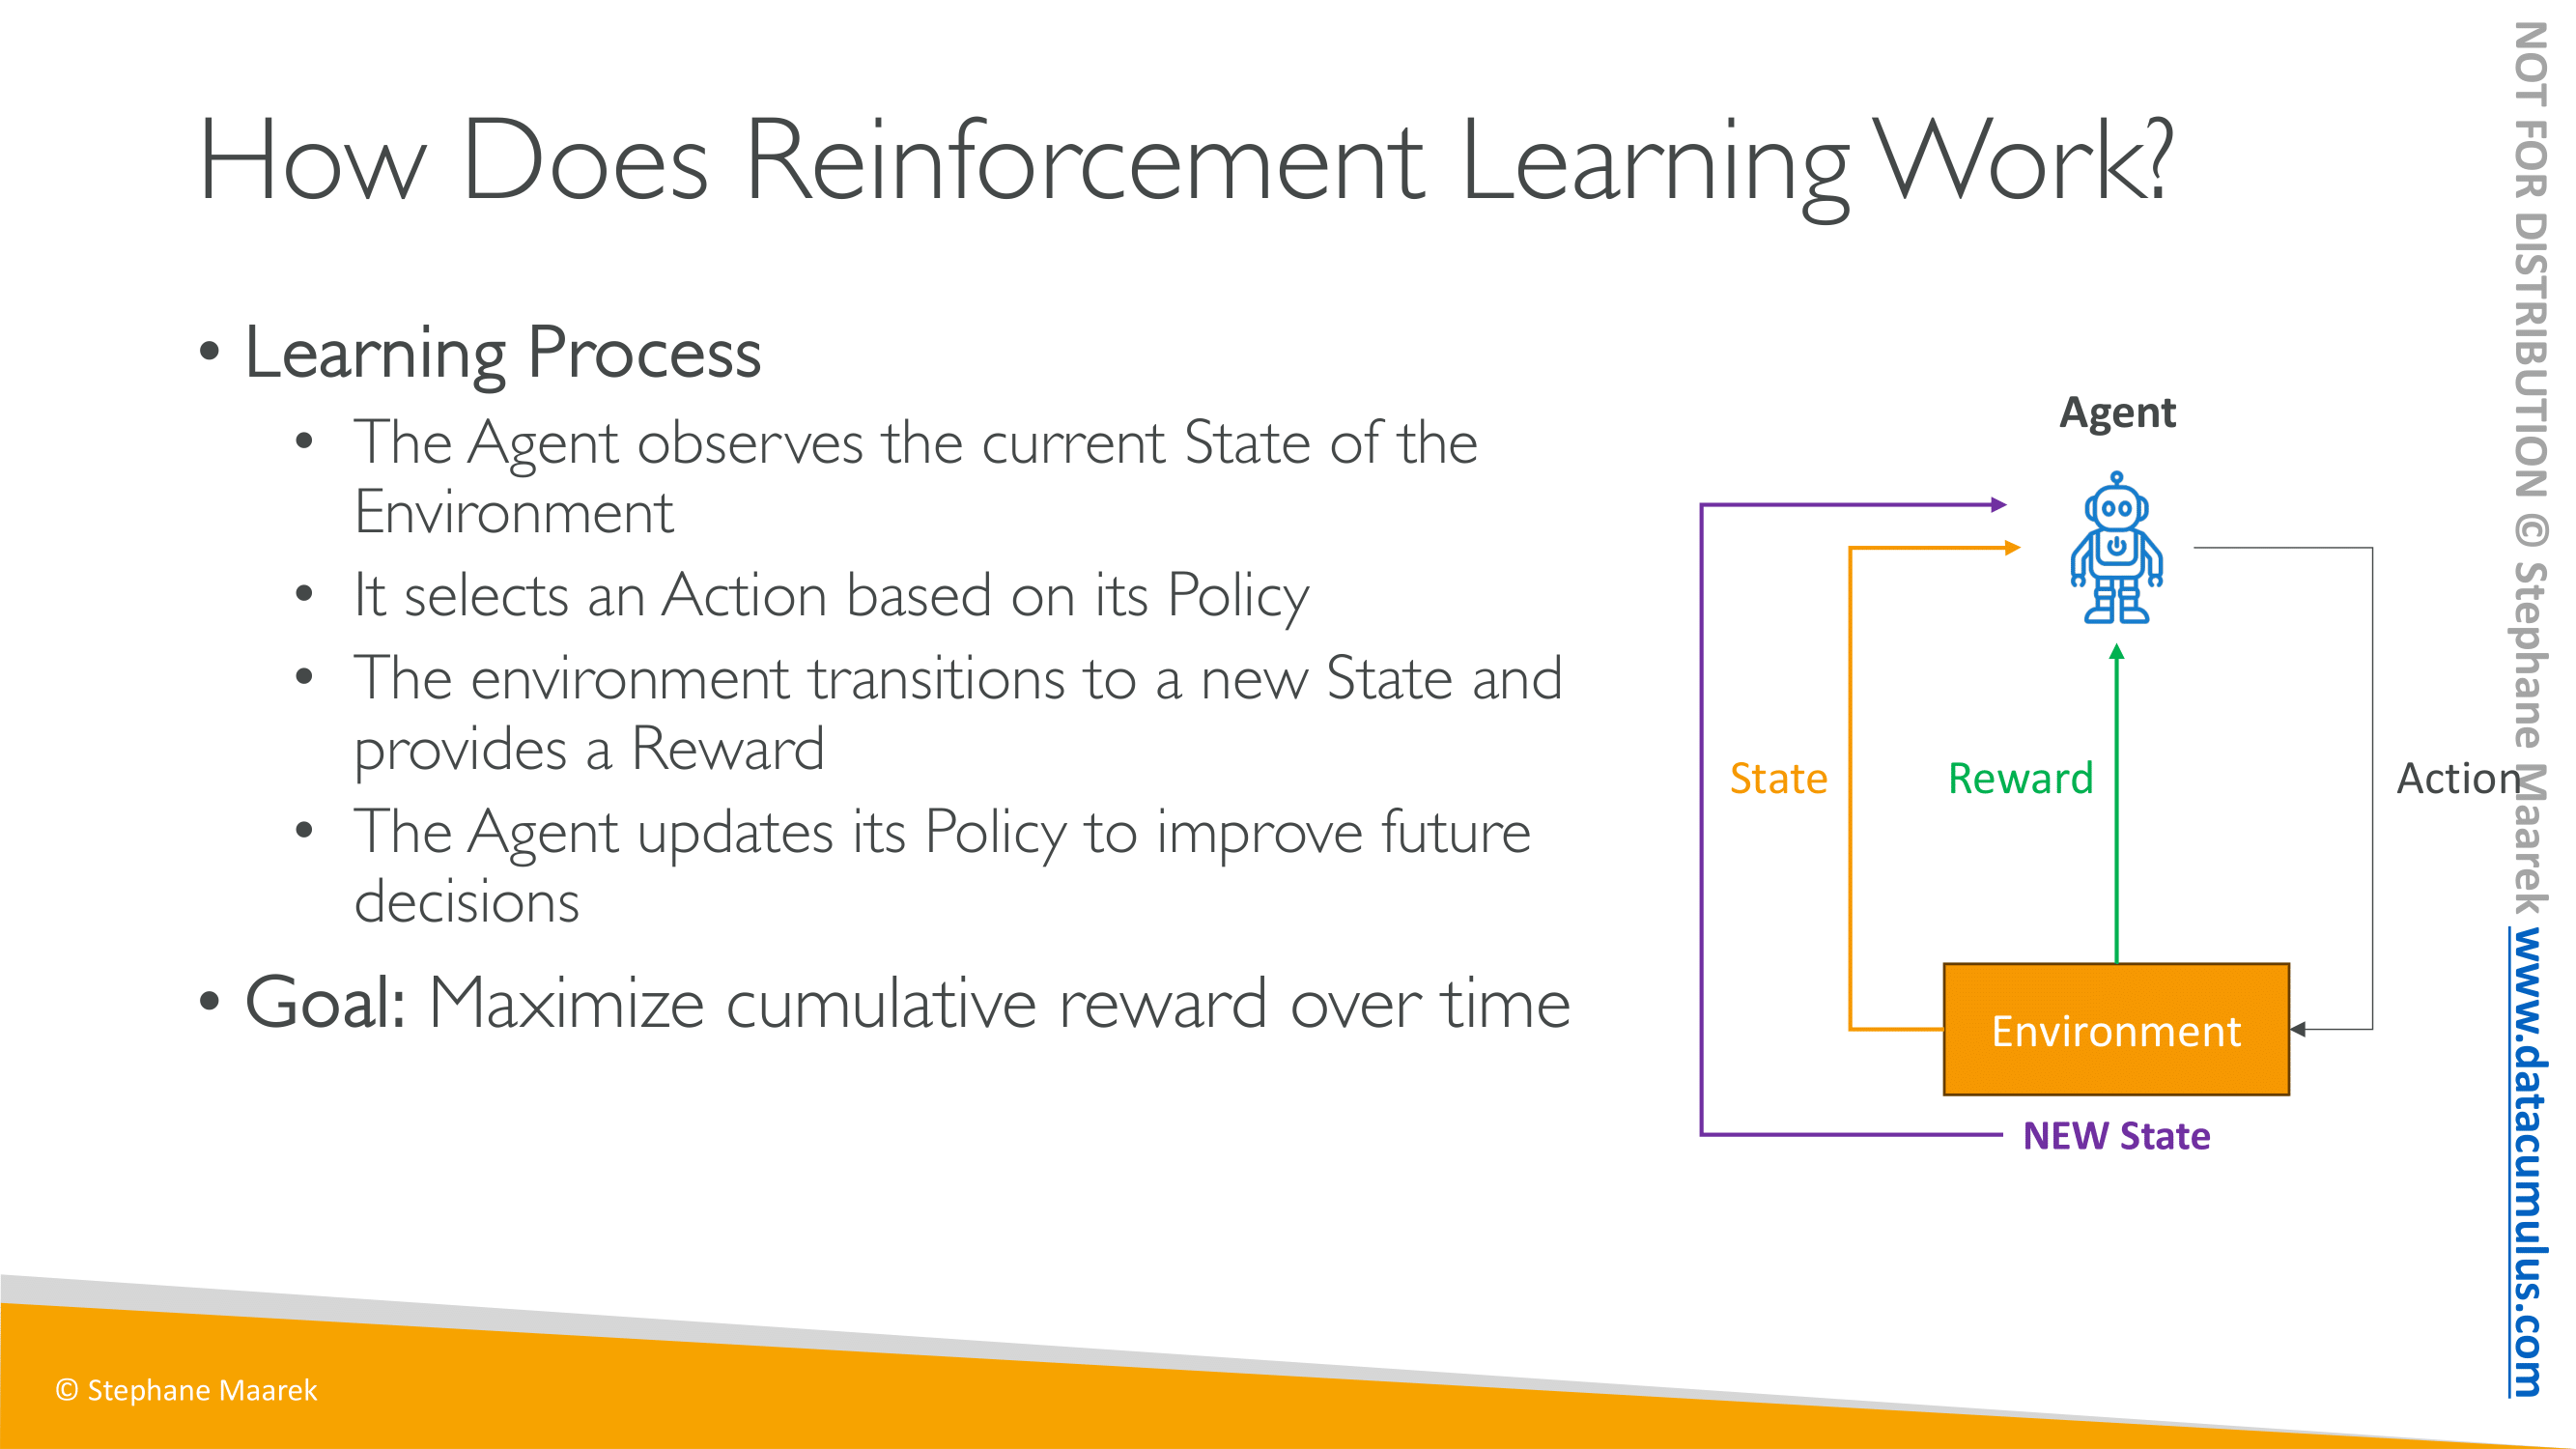 How Does Reinforcement Learning Work?
• Learning Process
• The Agent observes the current State of the
Environment
• It selects an Action based on its Policy
• The environment transitions to a new State and
provides a Reward
• The Agent updates its Policy to improve future
decisions
• Goal: Maximize cumulative reward over time
Agent
State
Reward
Action
Environment
NEW State
© Stephane Maarek
NOT FOR DISTRIBUTION © Stephane Maarek www.datacumulus.com